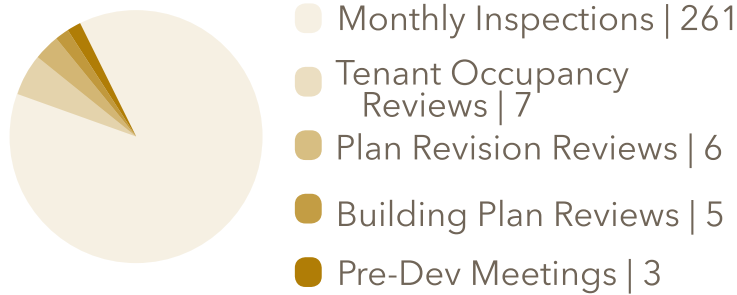 Monthly Inspections | 261
Tenant Occupancy
Reviews | 7
Plan Revision Reviews | 6
Building Plan Reviews | 5
Pre-Dev Meetings | 3